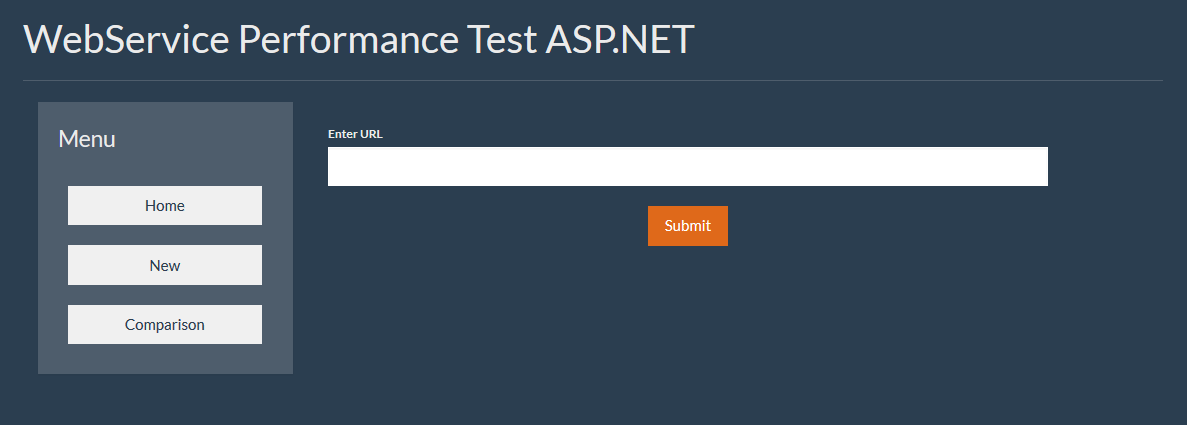 WebService Performance Test ASP.NET
Menu
Home
New
Comparison
Enter URL
Submit